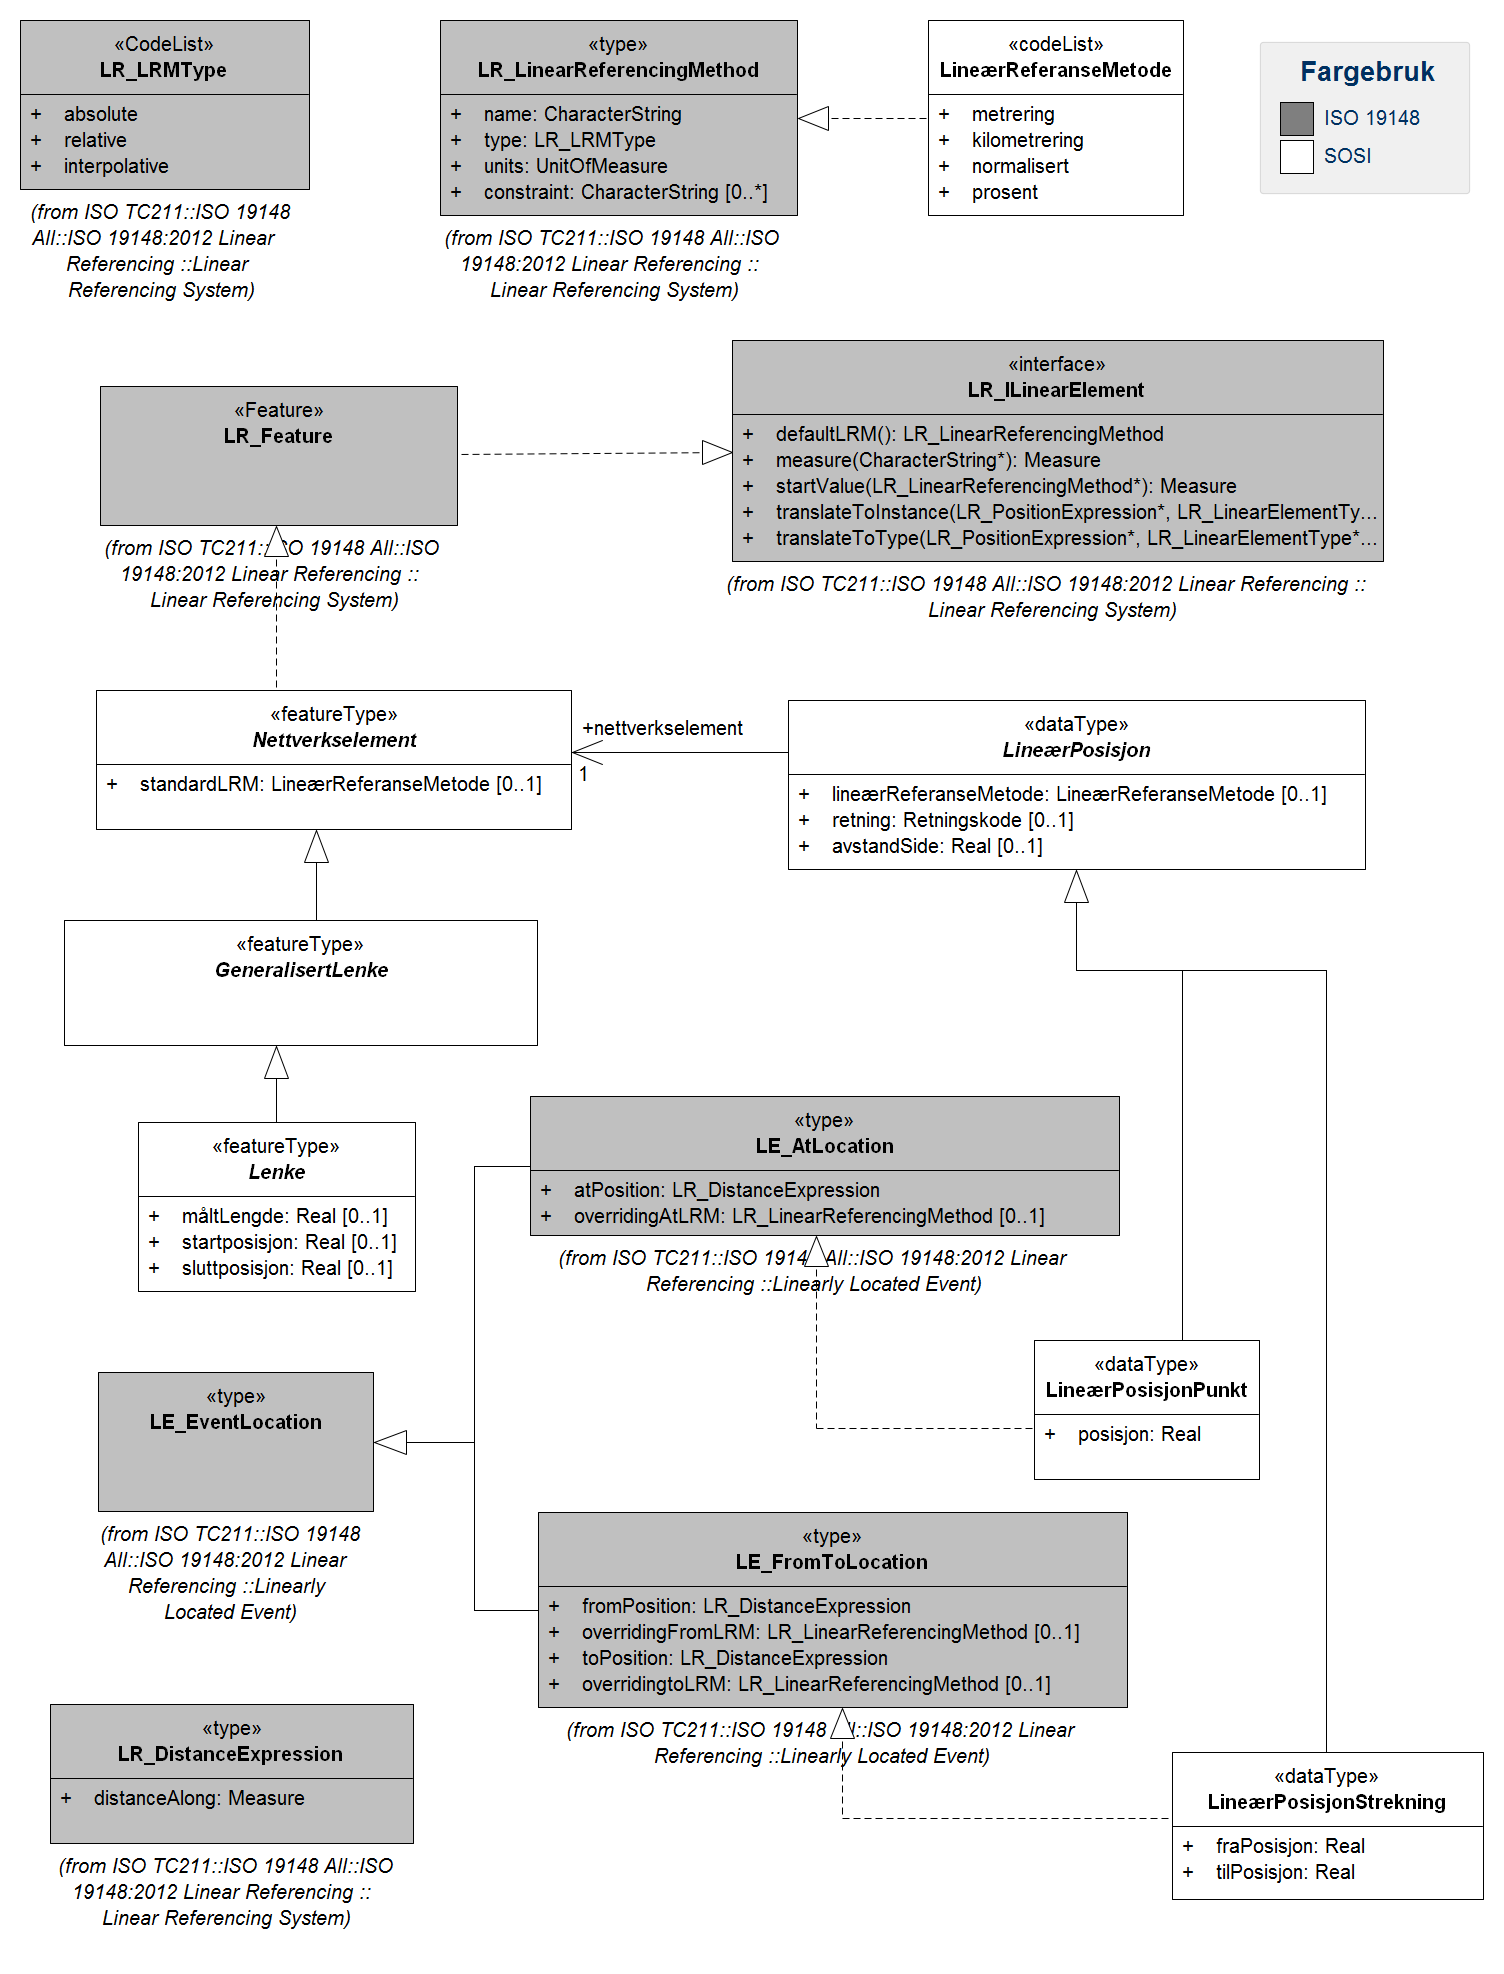 «CodeList»
LR_LRMType
+ absolute
+ relative
+ interpolative
(from ISO TC211::ISO 19148
All::ISO 19148:2012 Linear
Referencing ::Linear
Referencing System)
«type»
LR_LinearReferencingMethod
+ name: CharacterString
+ type: LR_LRMType
+ units: UnitOfMeasure
+ constraint: CharacterString [0..*]
(from ISO TC211::ISO 19148 All::ISO
19148:2012 Linear Referencing ::
Linear Referencing System)
«codeList»
LineærReferanseMetode
+ metrering
+ kilometrering
+ normalisert
+ prosent
Fargebruk
ISO 19148
SOSI
«Feature»
LR_Feature
(from ISO TC211::ISO 19148 All::ISO
19148:2012 Linear Referencing ::
Linear Referencing System)
«interface»
LR_ILinearElement
+ defaultLRM(): LR_LinearReferencingMethod
+ measure(CharacterString*): Measure
+ startValue(LR_LinearReferencingMethod*): Measure
+ translateToInstance(LR_PositionExpression*, LR_LinearElementTy...
+ translateToType(LR_PositionExpression*, LR_LinearElementType*...
(from ISO TC211::ISO 19148 All::ISO 19148:2012 Linear Referencing ::
Linear Referencing System)
«featureType»
Nettverkselement
+ standardLRM: LineærReferanseMetode [0..1]
+nettverkselement
1
«dataType»
LineærPosisjon
+ lineærReferanseMetode: LineærReferanseMetode [0..1]
+ retning: Retningskode [0..1]
+ avstandSide: Real [0..1]
«featureType»
GeneralisertLenke
«featureType»
Lenke
+ måltLengde: Real [0..1]
+ startposisjon: Real [0..1]
+ sluttposisjon: Real [0..1]
«type»
LE_AtLocation
+ atPosition: LR_DistanceExpression
+ overridingAtLRM: LR_LinearReferencingMethod [0..1]
(from ISO TC211::ISO 19148 All::ISO 19148:2012 Linear
Referencing ::Linearly Located Event)
«dataType»
LineærPosisjonPunkt
+ posisjon: Real
«type»
LE_EventLocation
(from ISO TC211::ISO 19148
All::ISO 19148:2012 Linear
Referencing ::Linearly
Located Event)
«type»
LE_FromToLocation
+ fromPosition: LR_DistanceExpression
+ overridingFromLRM: LR_LinearReferencingMethod [0..1]
+ toPosition: LR_DistanceExpression
+ overridingtoLRM: LR_LinearReferencingMethod [0..1]
(from ISO TC211::ISO 19148 All::ISO 19148:2012 Linear
Referencing ::Linearly Located Event)
«type»
LR_DistanceExpression
+ distanceAlong: Measure
(from ISO TC211::ISO 19148 All::ISO
19148:2012 Linear Referencing ::
Linear Referencing System)
«dataType»
LineærPosisjonStrekning
+ fraPosisjon: Real
+ tilPosisjon: Real